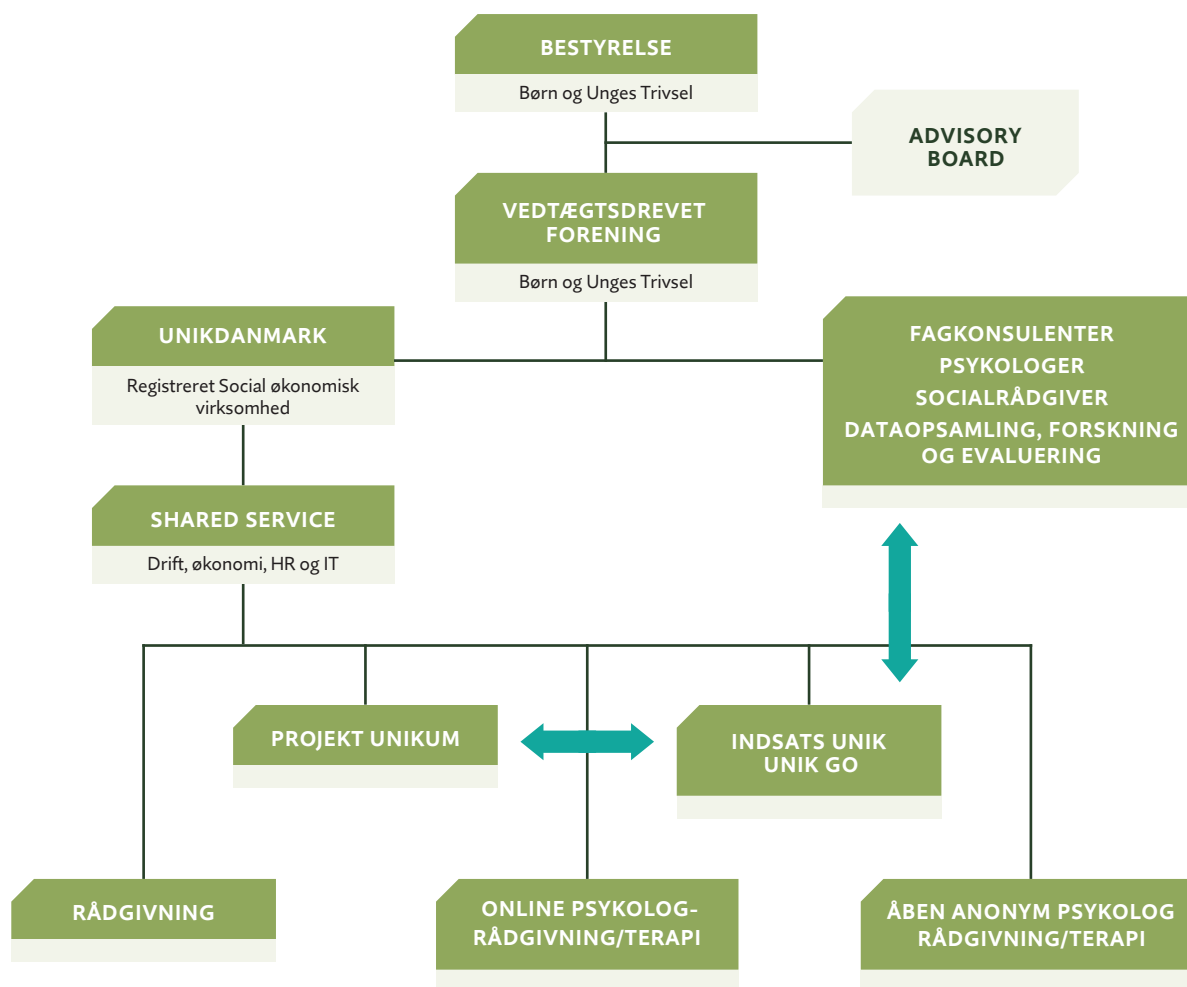 BESTYRELSE
Børn og Unges Trivsel
ADVISORY
BOARD
VEDTÆGTSDREVET
FORENING
Børn og Unges Trivsel
UNIKDANMARK
Registreret Social økonomisk
virksomhed
FAGKONSULENTER
PSYKOLOGER
SOCIALRÅDGIVER
DATAOPSAMLING, FORSKNING
OG EVALUERING
SHARED SERVICE
Drift, økonomi, HR og IT
PROJEKT UNIKUM
INDSATS UNIK
UNIK GO
RÅDGIVNING
ONLINE PSYKOLOG-
RÅDGIVNING/TERAPI
ÅBEN ANONYM PSYKOLOG
RÅDGIVNING/TERAPI